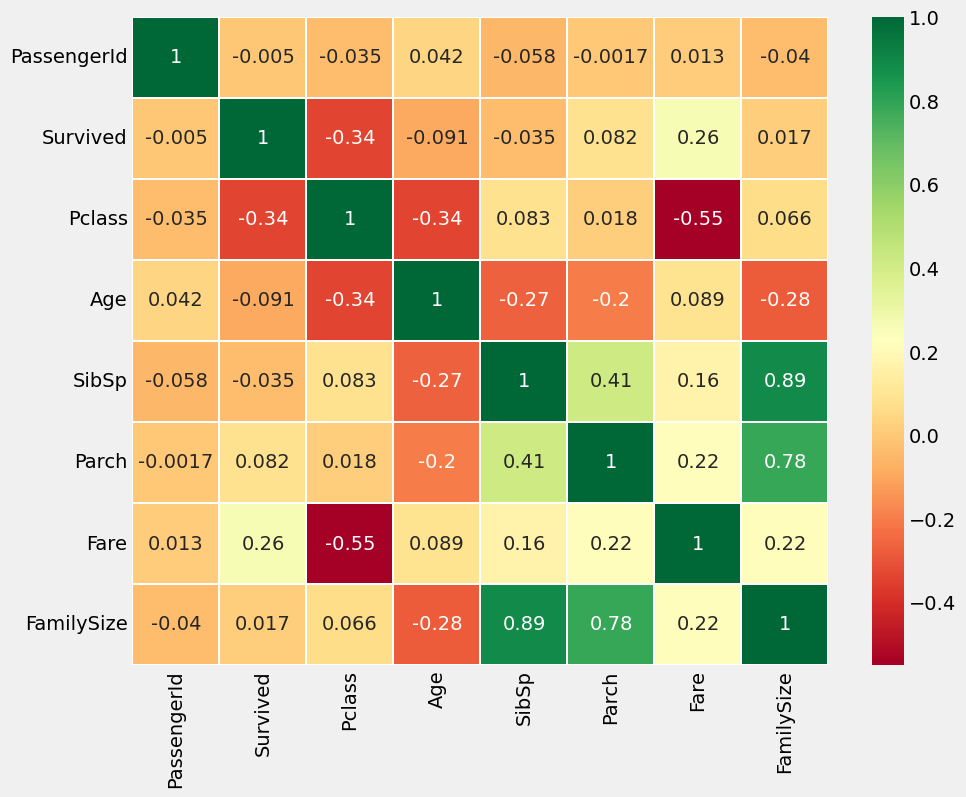 PassengerId 1 -0.005 -0.035 0.042 -0.058 -0.0017 0.013 -0.04
Survived -0.005 1 -0.34 -0.091 -0.035 0.082 0.26 0.017
Pclass -0.035 -0.34 1 -0.34 0.083 0.018 -0.55 0.066
Age 0.042 -0.091 -0.34 1 -0.27 -0.2 0.089 -0.28
SibSp -0.058 -0.035 0.083 -0.27 1 0.41 0.16 0.89
Parch -0.0017 0.082 0.018 -0.2 0.41 1 0.22 0.78
Fare 0.013 0.26 -0.55 0.089 0.16 0.22 1 0.22
FamilySize -0.04 0.017 0.066 -0.28 0.89 0.78 0.22 1
PassengerId Survived Pclass Age SibSp Parch Fare FamilySize
1.0
0.8
0.6
0.4
0.2
0.0
−0.2
−0.4